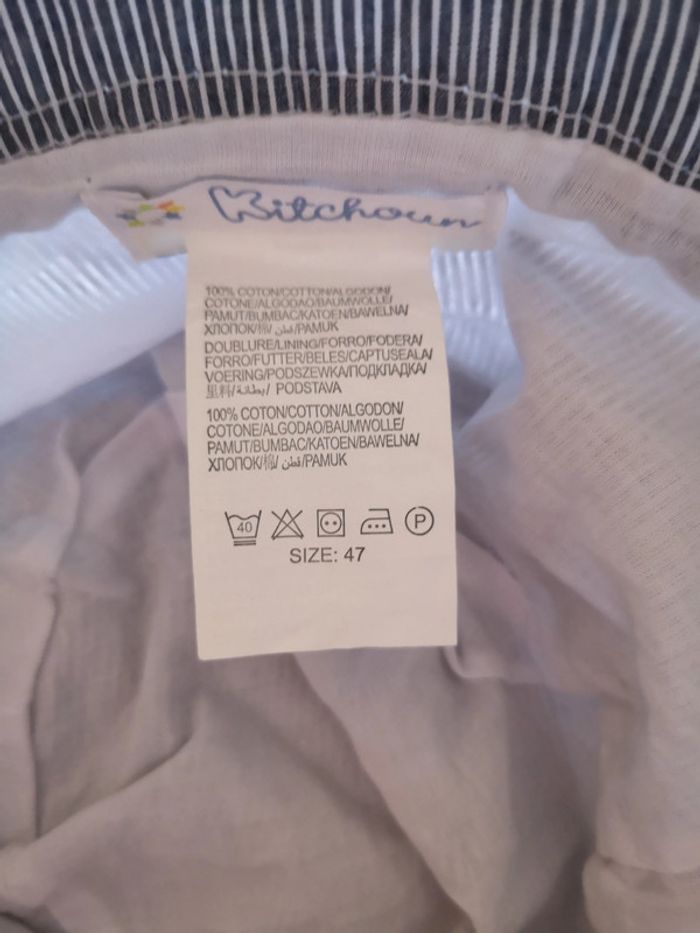 Kitchoun
100% COTON/COTTON/ALGODON/
COTONE/ALGODAO/BAUMWOLLE/
PAMUT/BUMBAC/KATOEN/BAWELNA/
ХЛОПОК/棉/قطن/PAMUK
DOUBLURE/LINING/FORRO/FODERA/
FORRO/FUTTER/BELES/CAPTUSEALA/
VOERING/PODSZEWKA/ПОДКЛАДКА/
里料/بطانة/ PODSTAVA
100% COTON/COTTON/ALGODON/
COTONE/ALGODAO/BAUMWOLLE/
PAMUT/BUMBAC/KATOEN/BAWELNA/
ХЛОПОК/棉/قطن/PAMUK
40 P
SIZE: 47